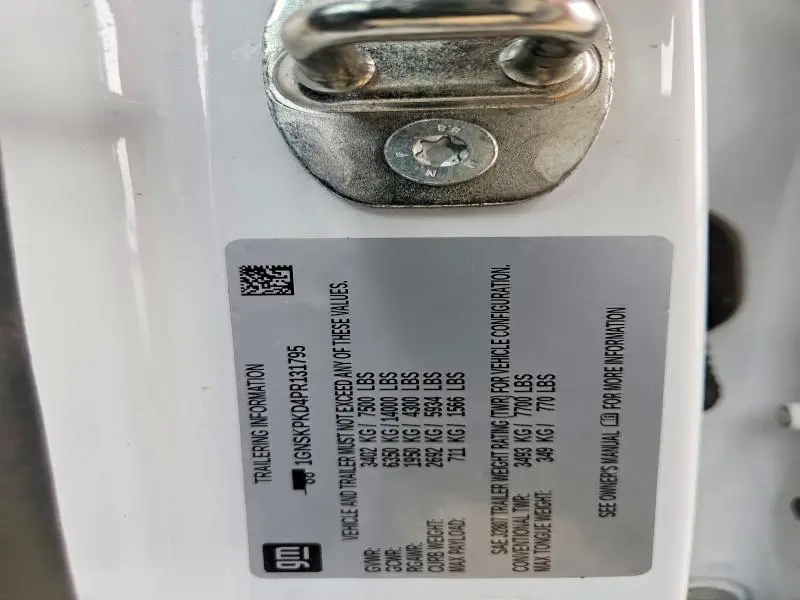 gm
TRAILERING INFORMATION
1GNSKPKD4PR131795
VEHICLE AND TRAILER MUST NOT EXCEED ANY OF THESE VALUES.
GVWR: 3402 KG / 7500 LBS
GCWR: 6350 KG / 14000 LBS
RGAWR: 1950 KG / 4300 LBS
CURB WEIGHT: 2692 KG / 5934 LBS
MAX PAYLOAD: 711 KG / 1566 LBS
SAE J2807 TRAILER WEIGHT RATING (TWR) FOR VEHICLE CONFIGURATION.
CONVENTIONAL TWR: 3493 KG / 7700 LBS
MAX TONGUE WEIGHT: 349 KG / 770 LBS
SEE OWNER'S MANUAL FOR MORE INFORMATION